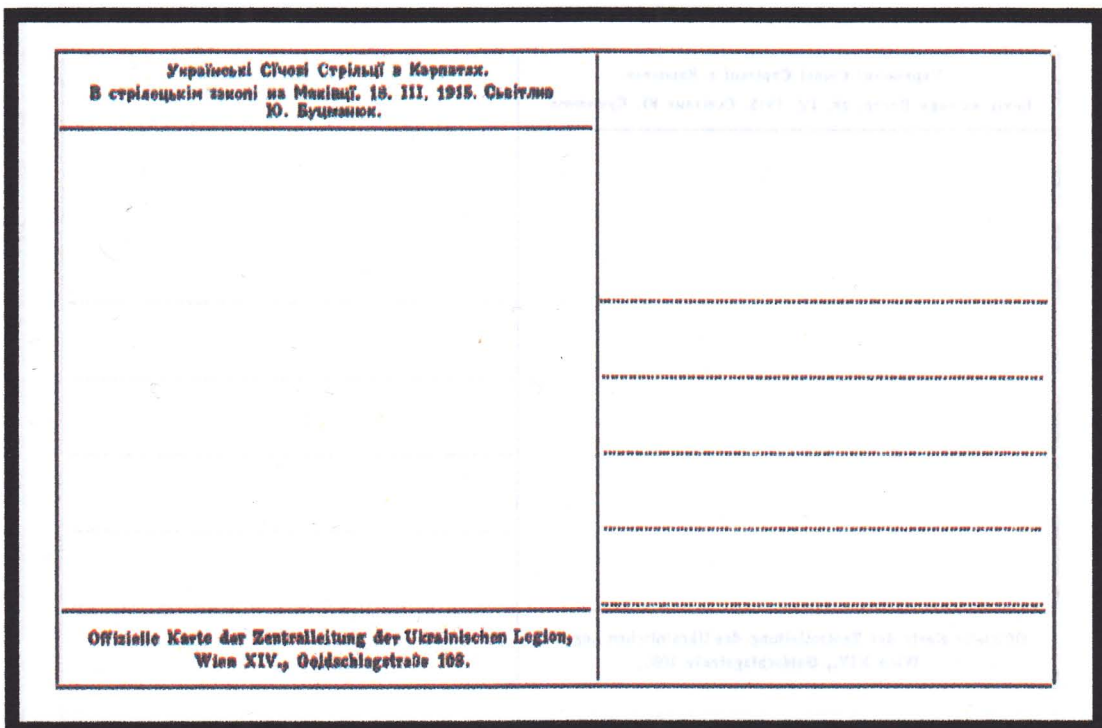 Українські Січові Стрільці в Карпатах.
В стрілецькім закопі на Маківці, 18. III. 1915. Сьвітлив
Ю. Буцманюк.
Offizielle Karte der Zentralleitung der Ukrainischen Legion,
Wien XIV., Goldschlagstraße 108.